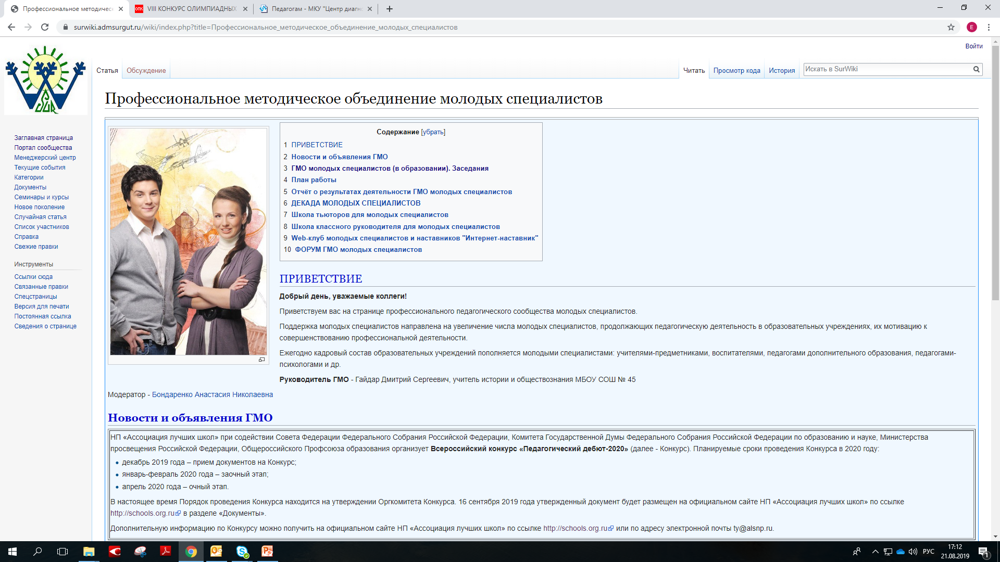 Профессиональное методичес
VIII КОНКУРС ОЛИМПИАДНЫХ
Педагогам - МКУ "Центр диагн
surwiki.admsurgut.ru/wiki/index.php?title=Профессиональное_методическое_объединение_молодых_специалистов
E
Войти
Статья
Обсуждение
Читать
Просмотр кода
История
Искать в SurWiki
Sur
Профессиональное методическое объединение молодых специалистов
Заглавная страница
Портал сообщества
Менеджерский центр
Текущие события
Категории
Документы
Семинары и курсы
Новое поколение
Случайная статья
Список участников
Справка
Свежие правки
Инструменты
Ссылки сюда
Связанные правки
Спецстраницы
Версия для печати
Постоянная ссылка
Сведения о странице
Содержание [убрать]
1 ПРИВЕТСТВИЕ
2 Новости и объявления ГМО
3 ГМО молодых специалистов (в образовании). Заседания
4 План работы
5 Отчёт о результатах деятельности ГМО молодых специалистов
6 ДЕКАДА МОЛОДЫХ СПЕЦИАЛИСТОВ
7 Школа тьюторов для молодых специалистов
8 Школа классного руководителя для молодых специалистов
9 Web-клуб молодых специалистов и наставников "Интернет-наставник"
10 ФОРУМ ГМО молодых специалистов
ПРИВЕТСТВИЕ
Добрый день, уважаемые коллеги!
Приветствуем вас на странице профессионального педагогического сообщества молодых специалистов.
Поддержка молодых специалистов направлена на увеличение числа молодых специалистов, продолжающих педагогическую деятельность в образовательных учреждениях, их мотивацию к
совершенствованию профессиональной деятельности.
Ежегодно кадровый состав образовательных учреждений пополняется молодыми специалистами: учителями-предметниками, воспитателями, педагогами дополнительного образования, педагогами-
психологами и др.
Руководитель ГМО - Гайдар Дмитрий Сергеевич, учитель истории и обществознания МБОУ СОШ № 45
Модератор - Бондаренко Анастасия Николаевна
Новости и объявления ГМО
НП «Ассоциация лучших школ» при содействии Совета Федерации Федерального Собрания Российской Федерации, Комитета Государственной Думы Федерального Собрания Российской Федерации по образованию и науке, Министерства
просвещения Российской Федерации, Общероссийского Профсоюза образования организует Всероссийский конкурс «Педагогический дебют-2020» (далее - Конкурс). Планируемые сроки проведения Конкурса в 2020 году:
декабрь 2019 года – прием документов на Конкурс;
январь-февраль 2020 года – заочный этап;
апрель 2020 года – очный этап.
В настоящее время Порядок проведения Конкурса находится на утверждении Оргкомитета Конкурса. 16 сентября 2019 года утвержденный документ будет размещен на официальном сайте НП «Ассоциация лучших школ» по ссылке
http://schools.org.ru в разделе «Документы».
Дополнительную информацию по Конкурсу можно получить на официальном сайте НП «Ассоциация лучших школ» по ссылке http://schools.org.ru или по адресу электронной почты ty@alsnp.ru.
РУС
17:12
21.08.2019
1